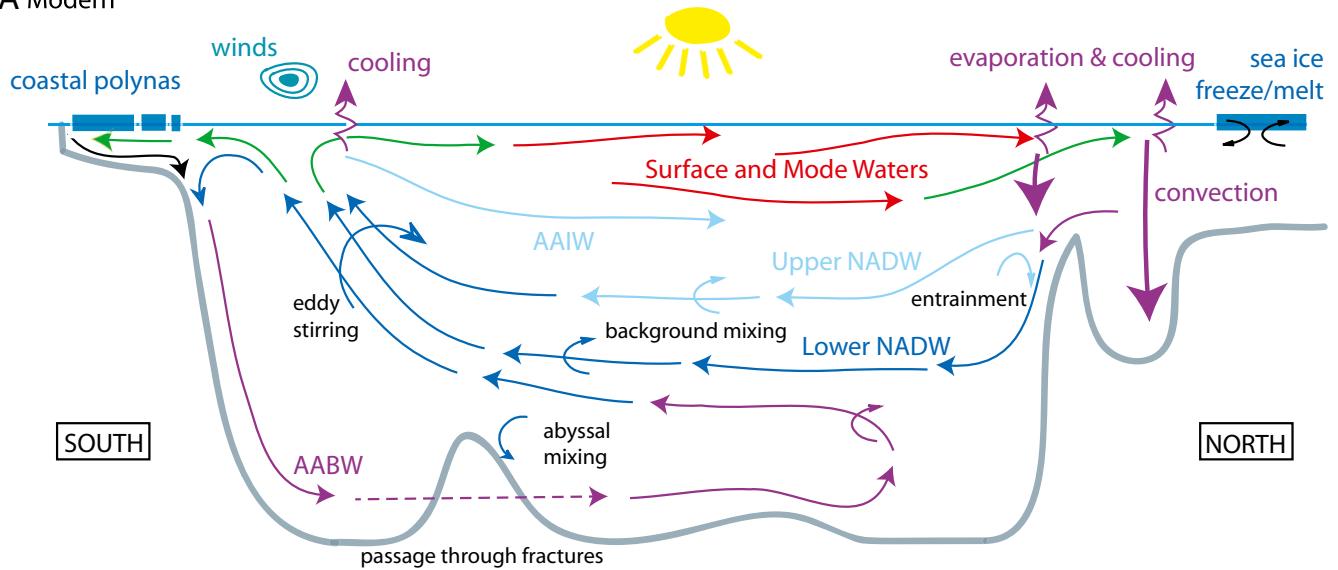 A Modern
winds
cooling
evaporation & cooling
sea ice
freeze/melt
coastal polynas
Surface and Mode Waters
convection
AAIW
Upper NADW
entrainment
eddy
stirring
background mixing
Lower NADW
abyssal
mixing
SOUTH
NORTH
AABW
passage through fractures